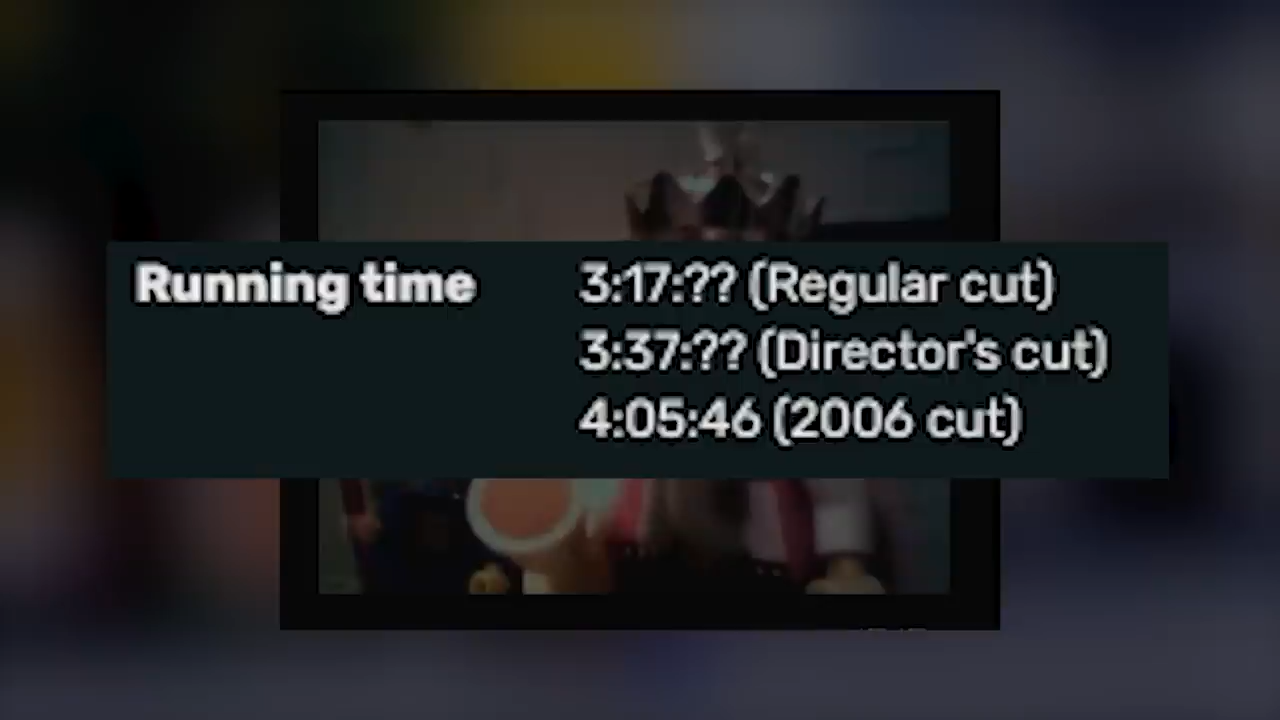 Running time 3:17:?? (Regular cut)
3:37:?? (Director's cut)
4:05:46 (2006 cut)